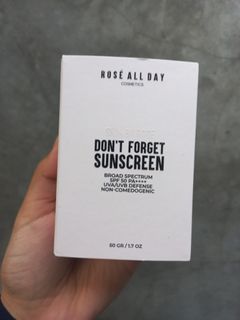 ROSÉ ALL DAY
COSMETICS
DON'T FORGET
SUNSCREEN
BROAD SPECTRUM
SPF 50 PA++++
UVA/UVB DEFENSE
NON-COMEDOGENIC
50 GR / 1.7 OZ